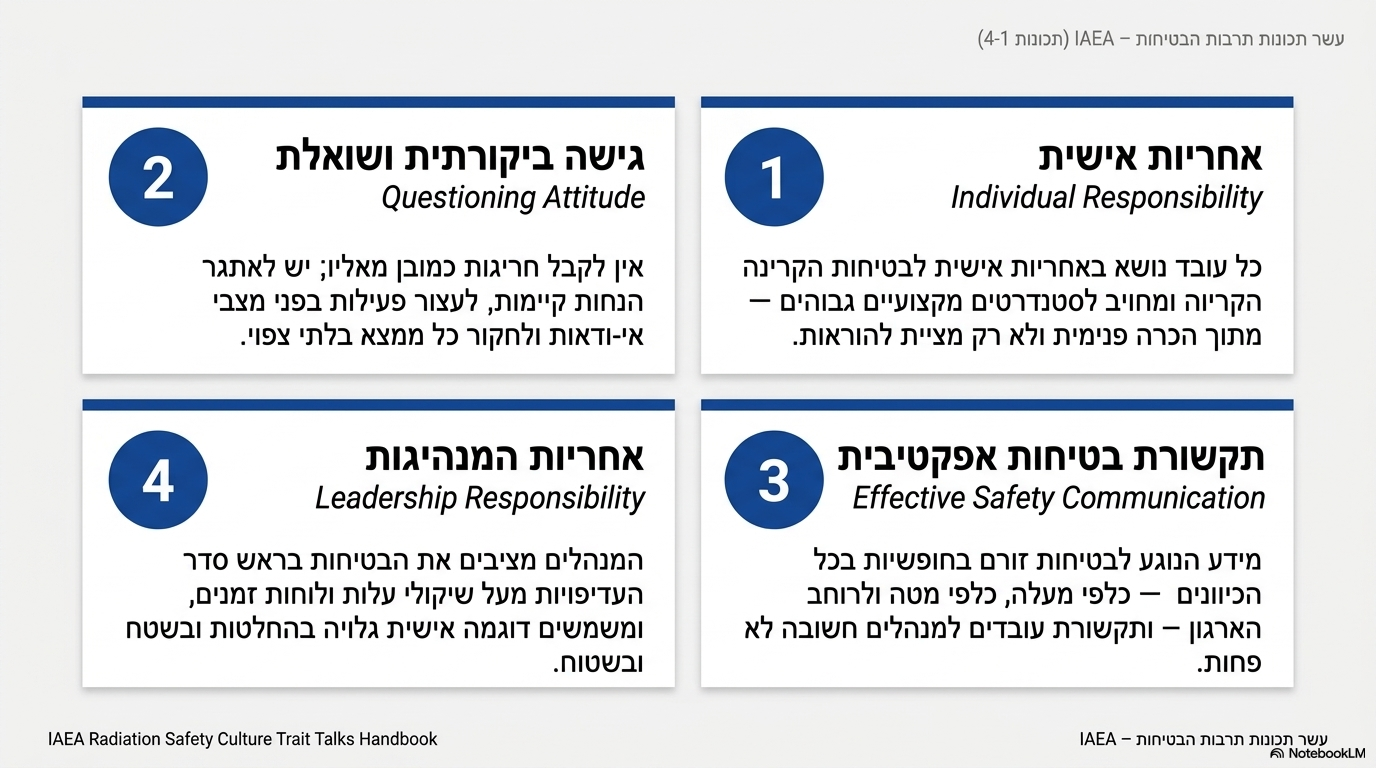 עשר תכונות תרבות הבטיחות – IAEA (תכונות 4-1)
1
אחריות אישית
Individual Responsibility
כל עובד נושא באחריות אישית לבטיחות הקרינה
הקריוה ומחויב לסטנדרטים מקצועיים גבוהים –
מתוך הכרה פנימית ולא רק מציית להוראות.
2
גישה ביקורתית ושואלת
Questioning Attitude
אין לקבל חריגות כמובן מאליו; יש לאתגר
הנחות קיימות, לעצור פעילות בפני מצבי
אי-ודאות ולחקור כל ממצא בלתי צפוי.
3
תקשורת בטיחות אפקטיבית
Effective Safety Communication
מידע הנוגע לבטיחות זורם בחופשיות בכל
הכיוונים – כלפי מעלה, כלפי מטה ולרוחב
הארגון – ותקשורת עובדים למנהלים חשובה לא
פחות.
4
אחריות המנהיגות
Leadership Responsibility
המנהלים מציבים את הבטיחות בראש סדר
העדיפויות מעל שיקולי עלות ולוחות זמנים,
ומשמשים דוגמה אישית גלויה בהחלטות ובשטח
ובשטוח.
עשר תכונות תרבות הבטיחות – IAEA
IAEA Radiation Safety Culture Trait Talks Handbook
NotebookLM